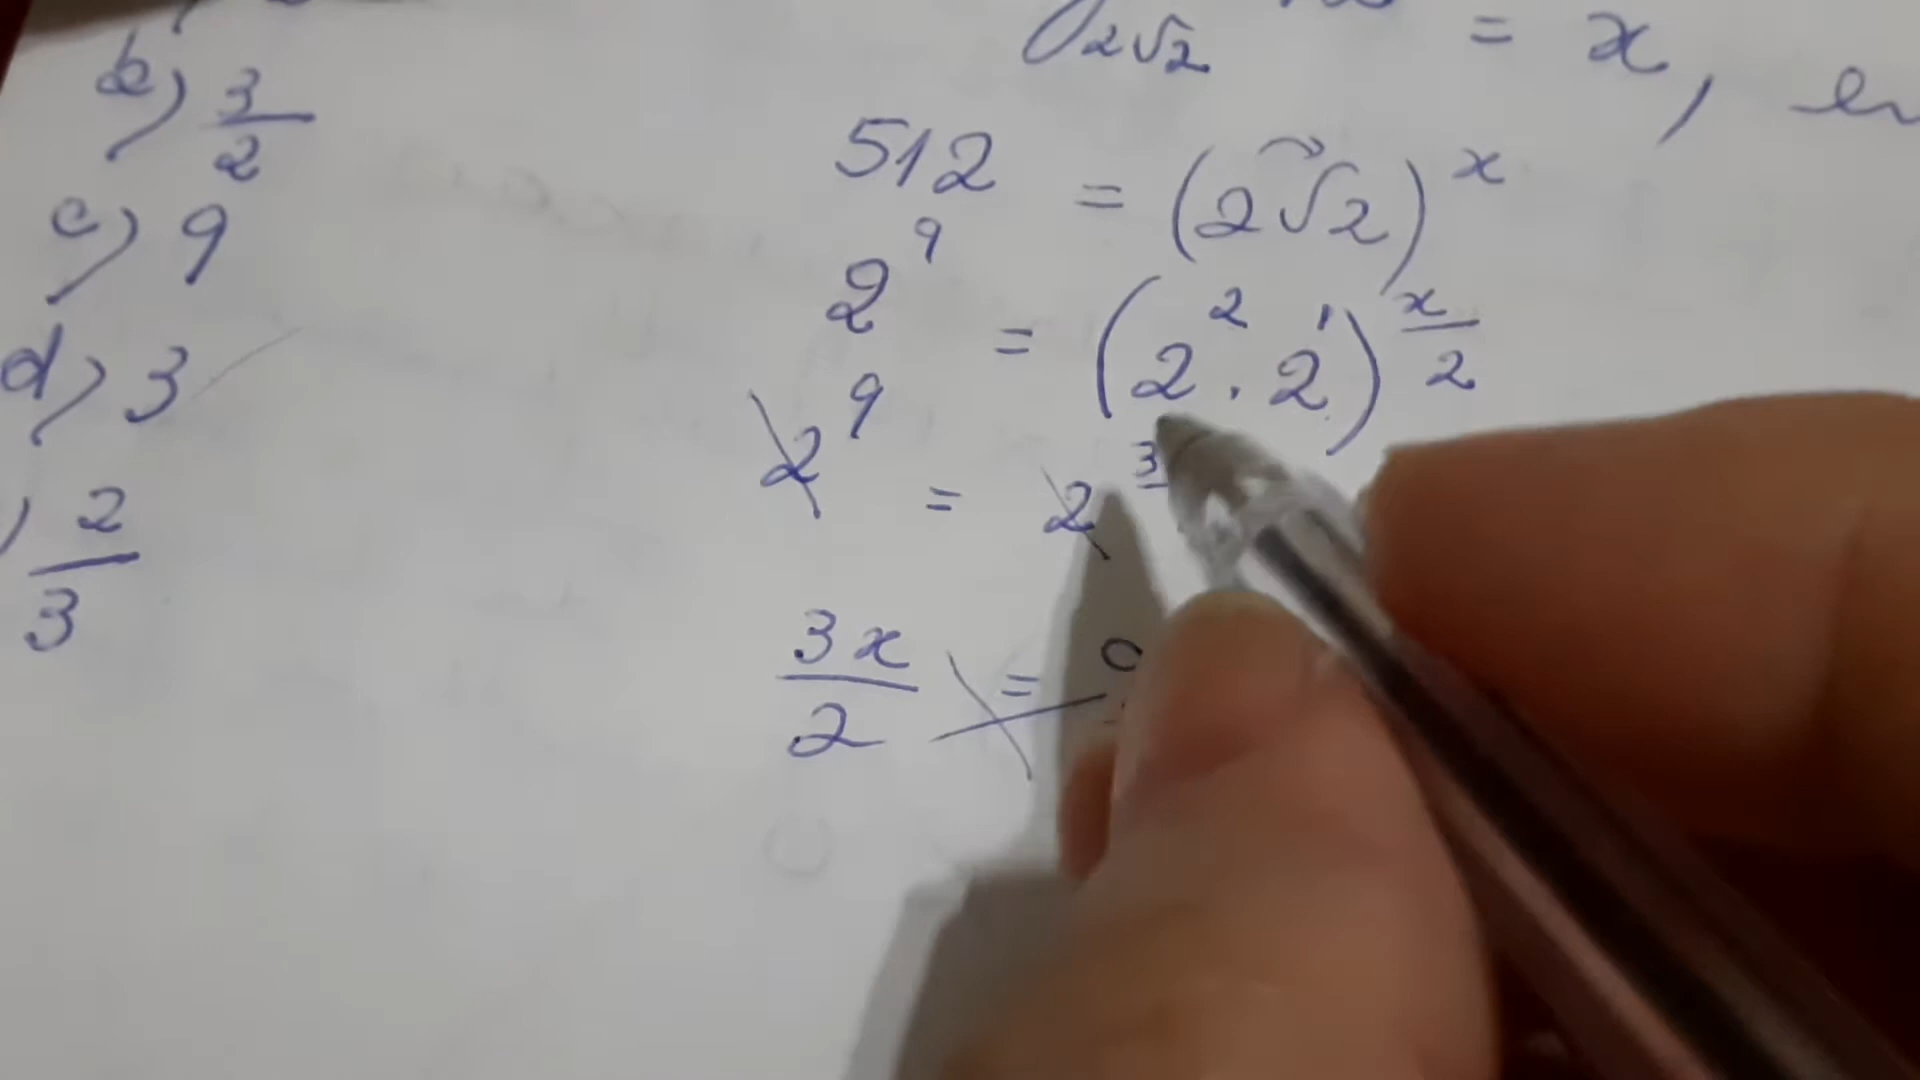 b) 3/2
c) 9
d) 3
) 2/3
2√2 = x,
512 = (2√2)^x
2^9 = (2^2 · 2^1)^(x/2)
2^9 = 2^3
3x/2 =